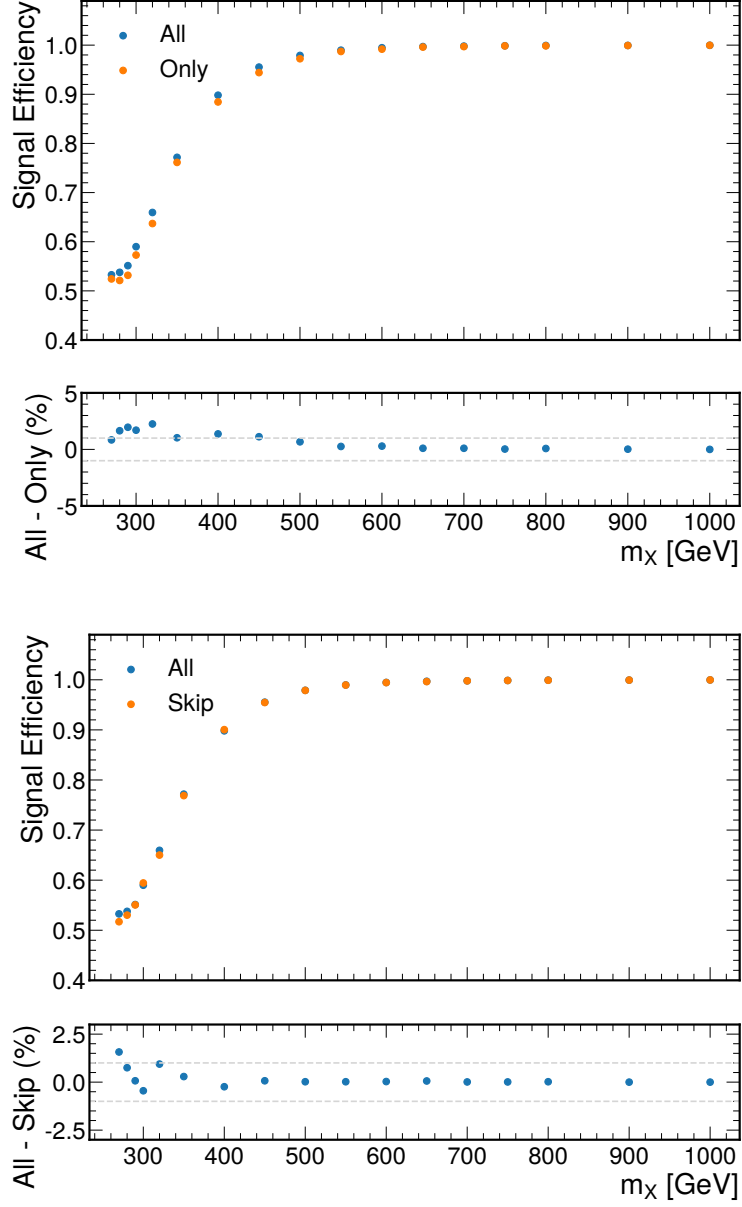 Signal Efficiency
1.0
0.9
0.8
0.7
0.6
0.5
0.4
All
Only
All - Only (%)
5
0
-5
300 400 500 600 700 800 900 1000
m_X [GeV]
Signal Efficiency
1.0
0.9
0.8
0.7
0.6
0.5
0.4
All
Skip
All - Skip (%)
2.5
0.0
-2.5
300 400 500 600 700 800 900 1000
m_X [GeV]